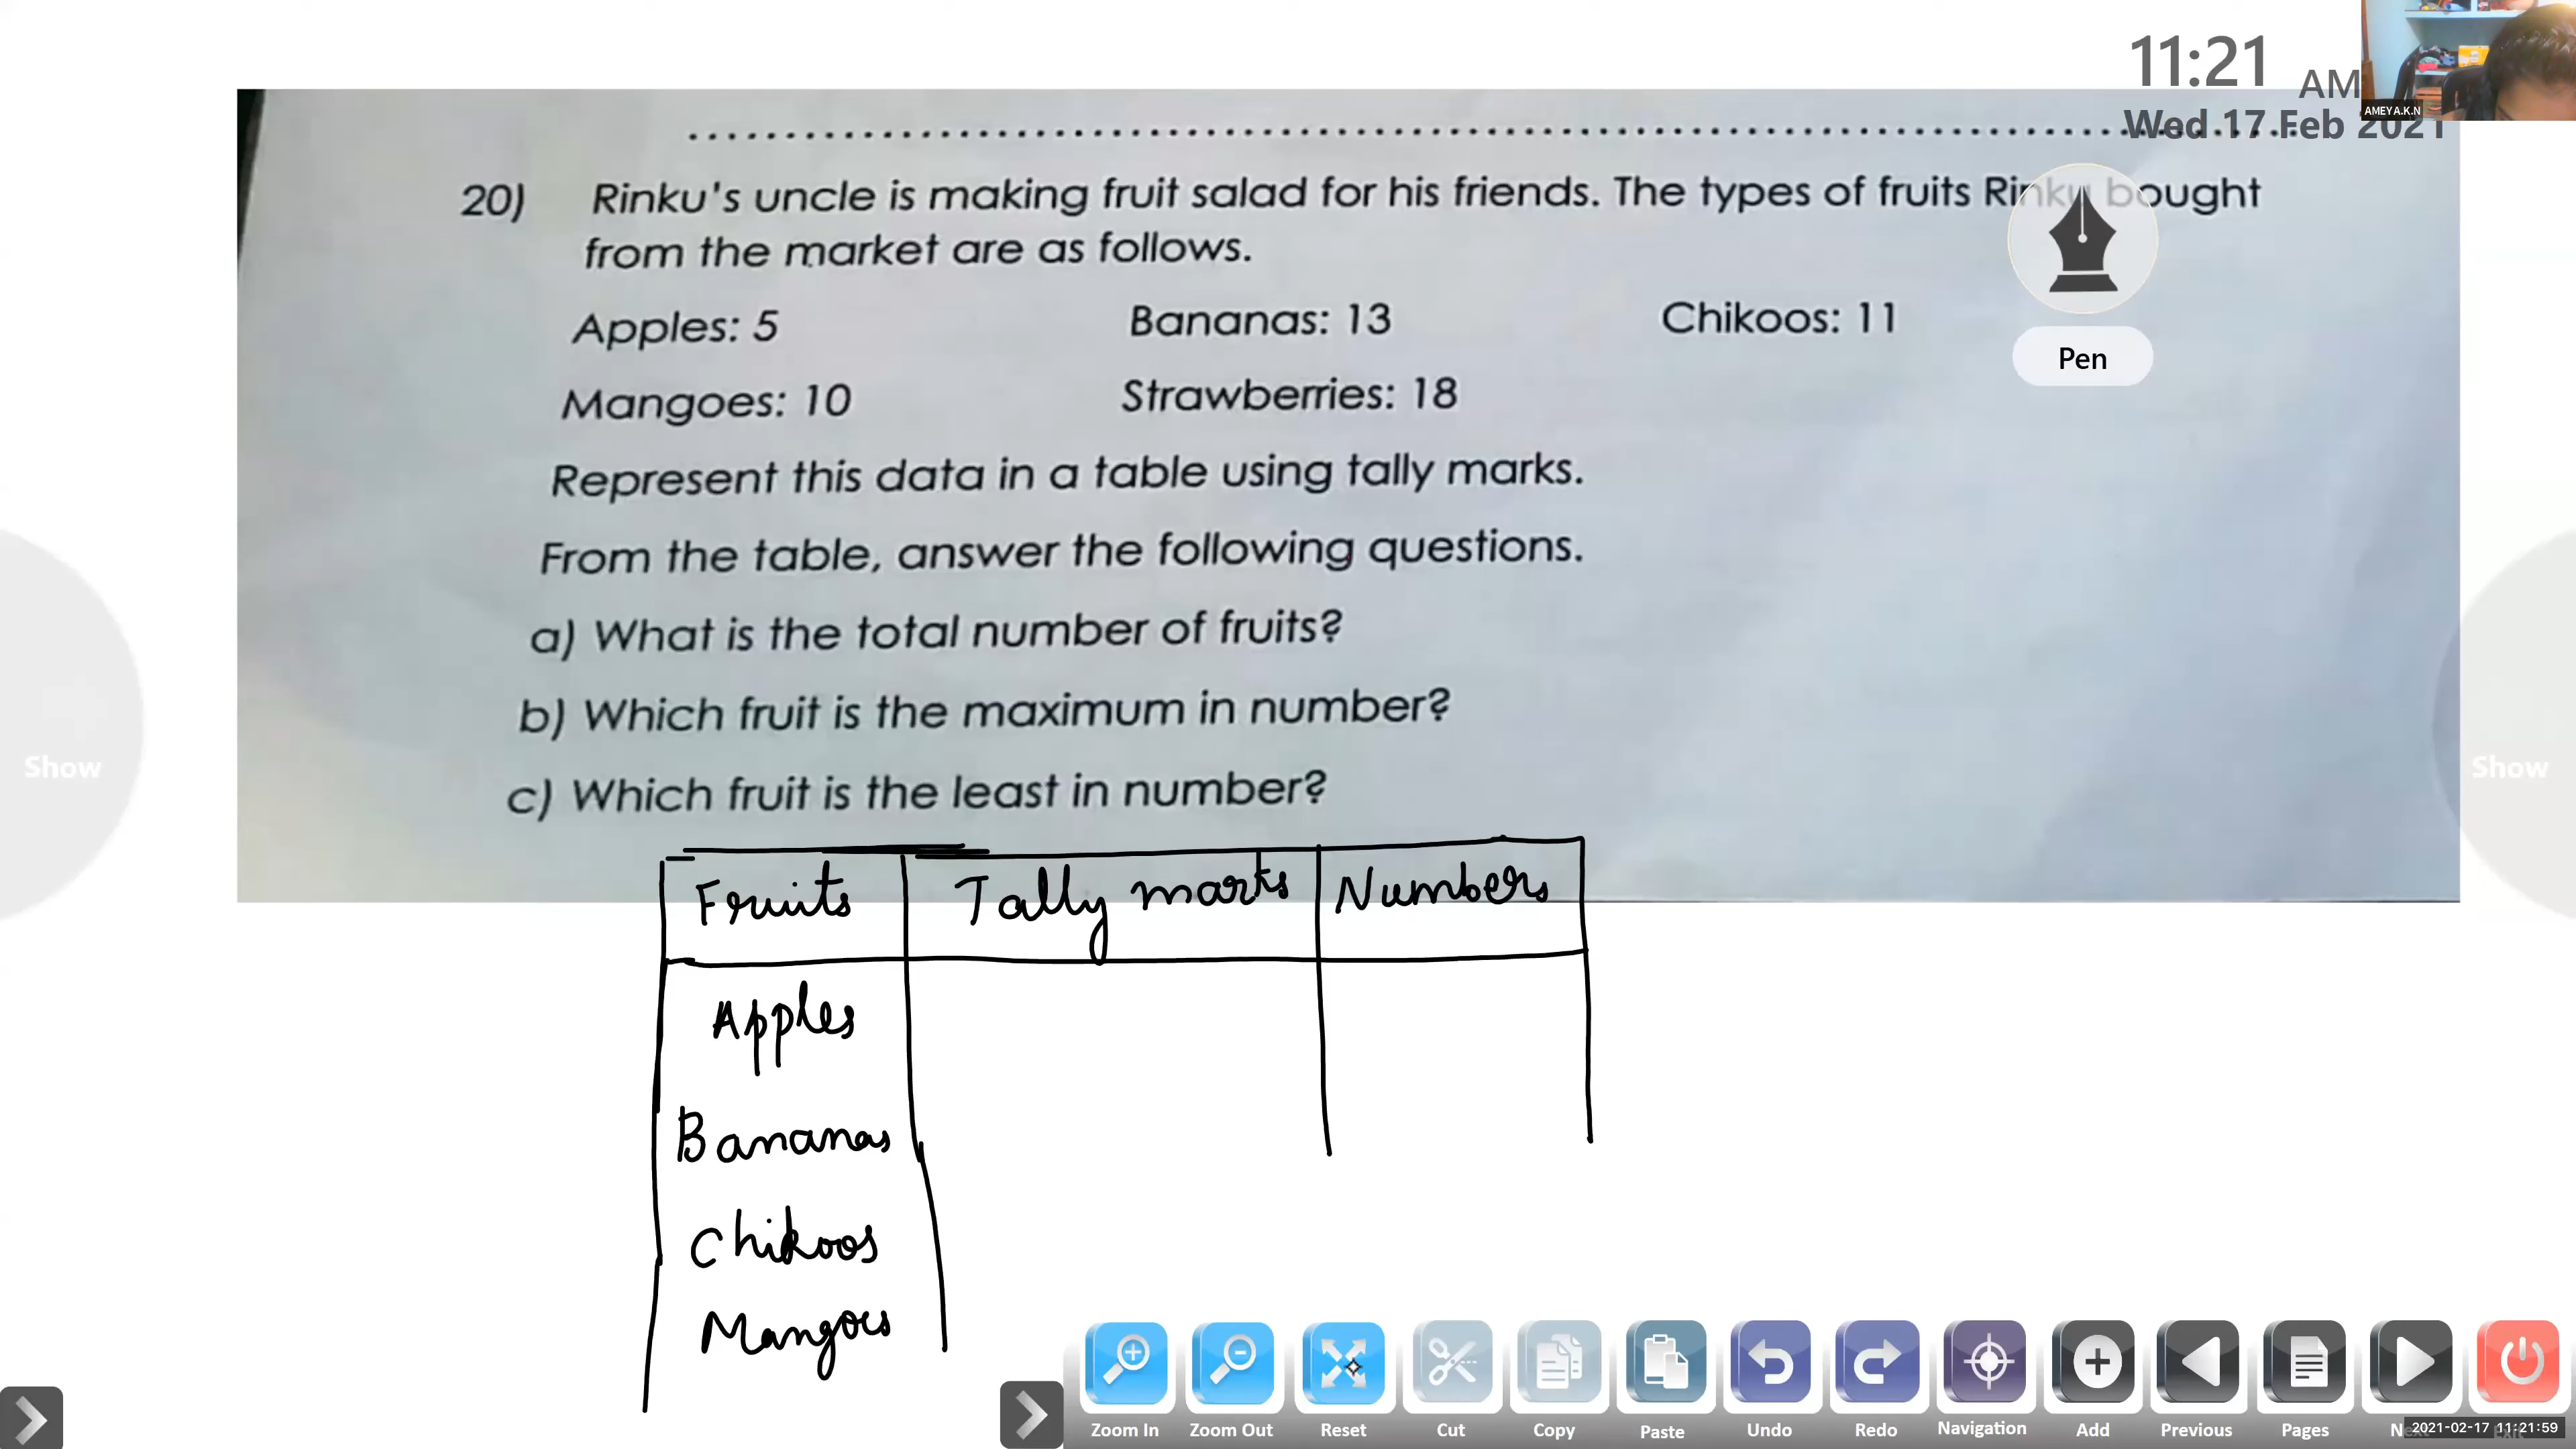 11:21 AM
AMEYA.K.N
Wed 17 Feb 2021
20) Rinku's uncle is making fruit salad for his friends. The types of fruits Rinku bought
from the market are as follows.
Apples: 5 Bananas: 13 Chikoos: 11
Pen
Mangoes: 10 Strawberries: 18
Represent this data in a table using tally marks.
From the table, answer the following questions.
a) What is the total number of fruits?
b) Which fruit is the maximum in number?
Show Show
c) Which fruit is the least in number?
Fruits Tally marks Numbers
Apples
Bananas
Chikoos
Mangoes
Zoom In Zoom Out Reset Cut Copy Paste Undo Redo Navigation Add Previous Pages
2021-02-17 11:21:59